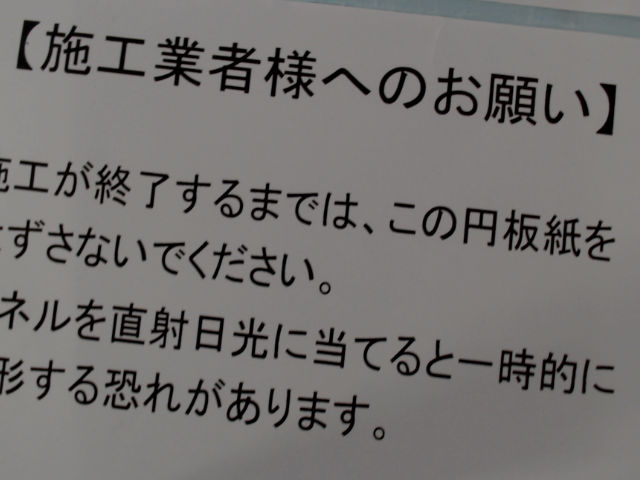 【施工業者様へのお願い】
施工が終了するまでは、この円板紙を
はずさないでください。
ネルを直射日光に当てると一時的に
形する恐れがあります。